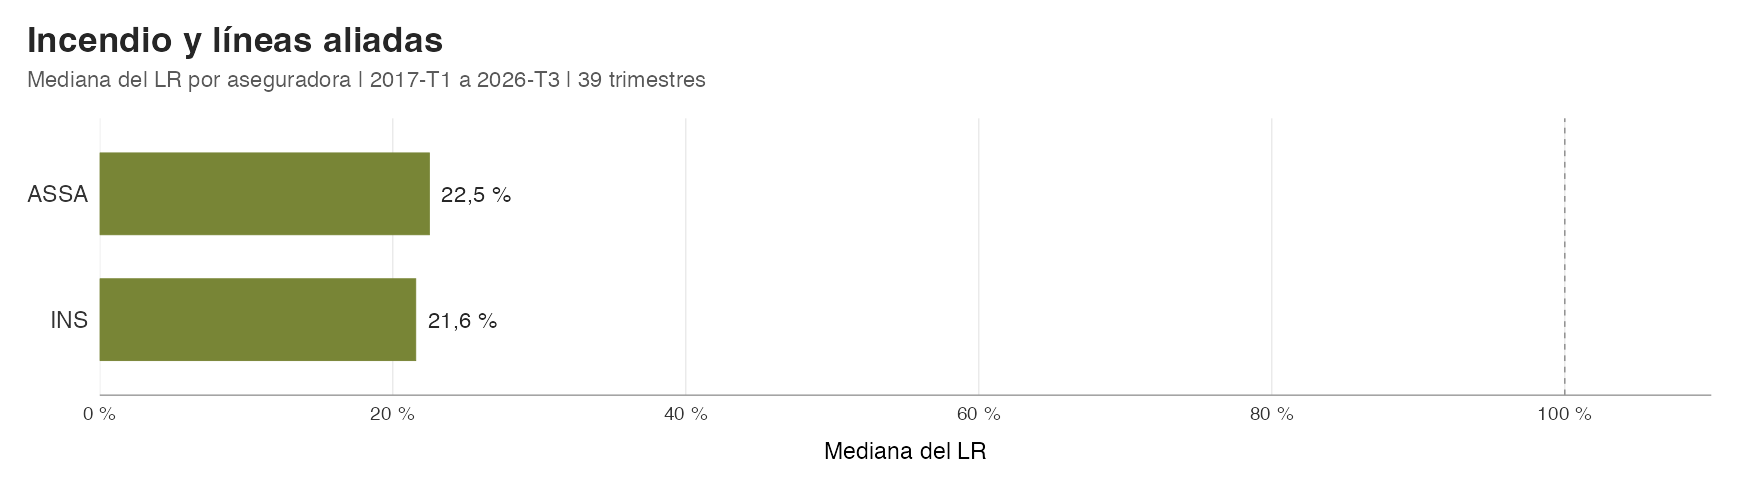 Incendio y líneas aliadas
Mediana del LR por aseguradora | 2017-T1 a 2026-T3 | 39 trimestres
ASSA
22,5 %
INS
21,6 %
0 %
20 %
40 %
60 %
80 %
100 %
Mediana del LR